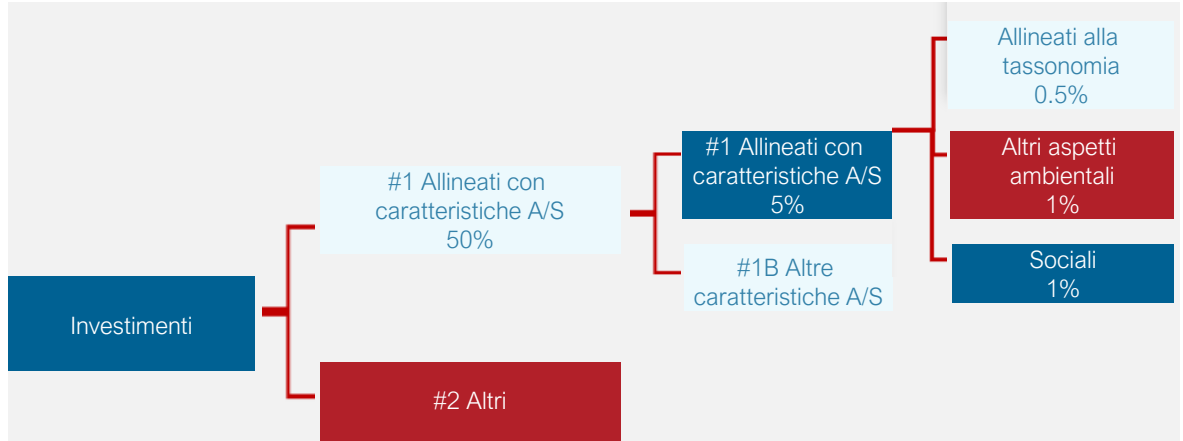 Investimenti
#1 Allineati con
caratteristiche A/S
50%
#2 Altri
#1 Allineati con
caratteristiche A/S
5%
#1B Altre
caratteristiche A/S
Allineati alla
tassonomia
0.5%
Altri aspetti
ambientali
1%
Sociali
1%